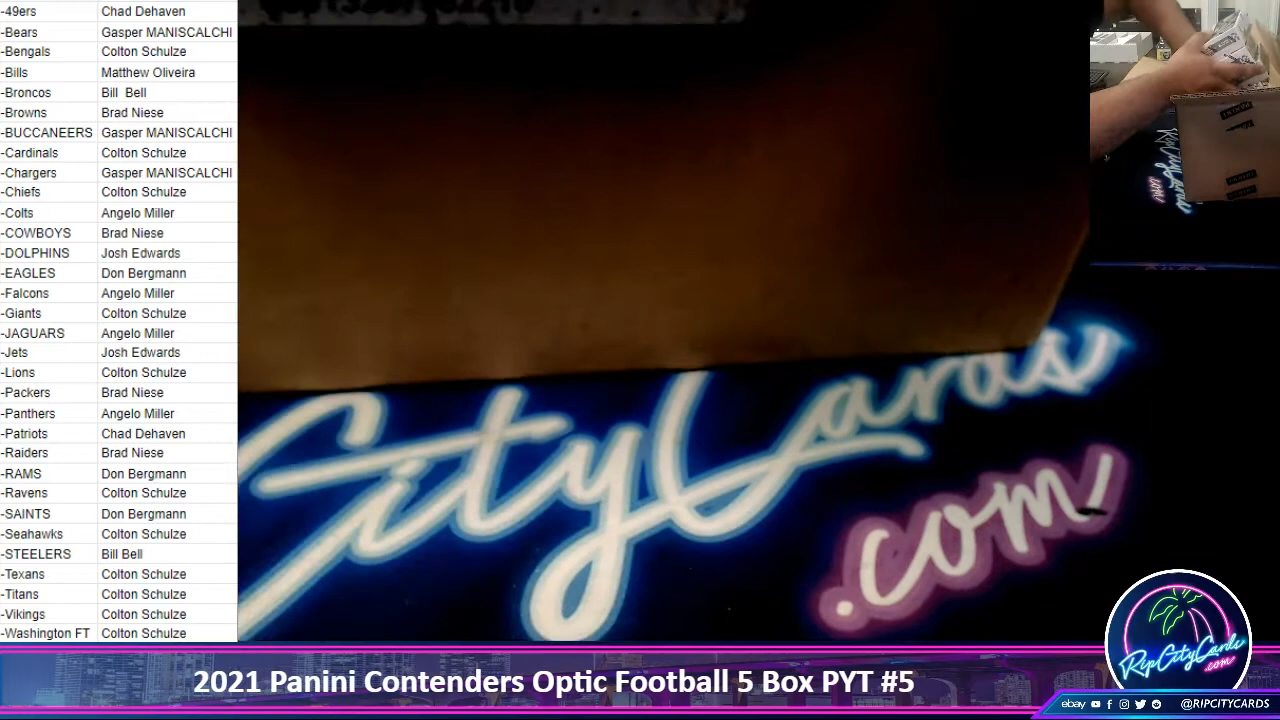 -49ers Chad Dehaven
-Bears Gasper MANISCALCHI
-Bengals Colton Schulze
-Bills Matthew Oliveira
-Broncos Bill Bell
-Browns Brad Niese
-BUCCANEERS Gasper MANISCALCHI
-Cardinals Colton Schulze
-Chargers Gasper MANISCALCHI
-Chiefs Colton Schulze
-Colts Angelo Miller
-COWBOYS Brad Niese
-DOLPHINS Josh Edwards
-EAGLES Don Bergmann
-Falcons Angelo Miller
-Giants Colton Schulze
-JAGUARS Angelo Miller
-Jets Josh Edwards
-Lions Colton Schulze
-Packers Brad Niese
-Panthers Angelo Miller
-Patriots Chad Dehaven
-Raiders Brad Niese
-RAMS Don Bergmann
-Ravens Colton Schulze
-SAINTS Don Bergmann
-Seahawks Colton Schulze
-STEELERS Bill Bell
-Texans Colton Schulze
-Titans Colton Schulze
-Vikings Colton Schulze
-Washington FT Colton Schulze
CityCards
.com
RipCityCards
.com
PANINI
RipCityCards
.com
2021 Panini Contenders Optic Football 5 Box PYT #5
ebay @RIPCITYCARDS